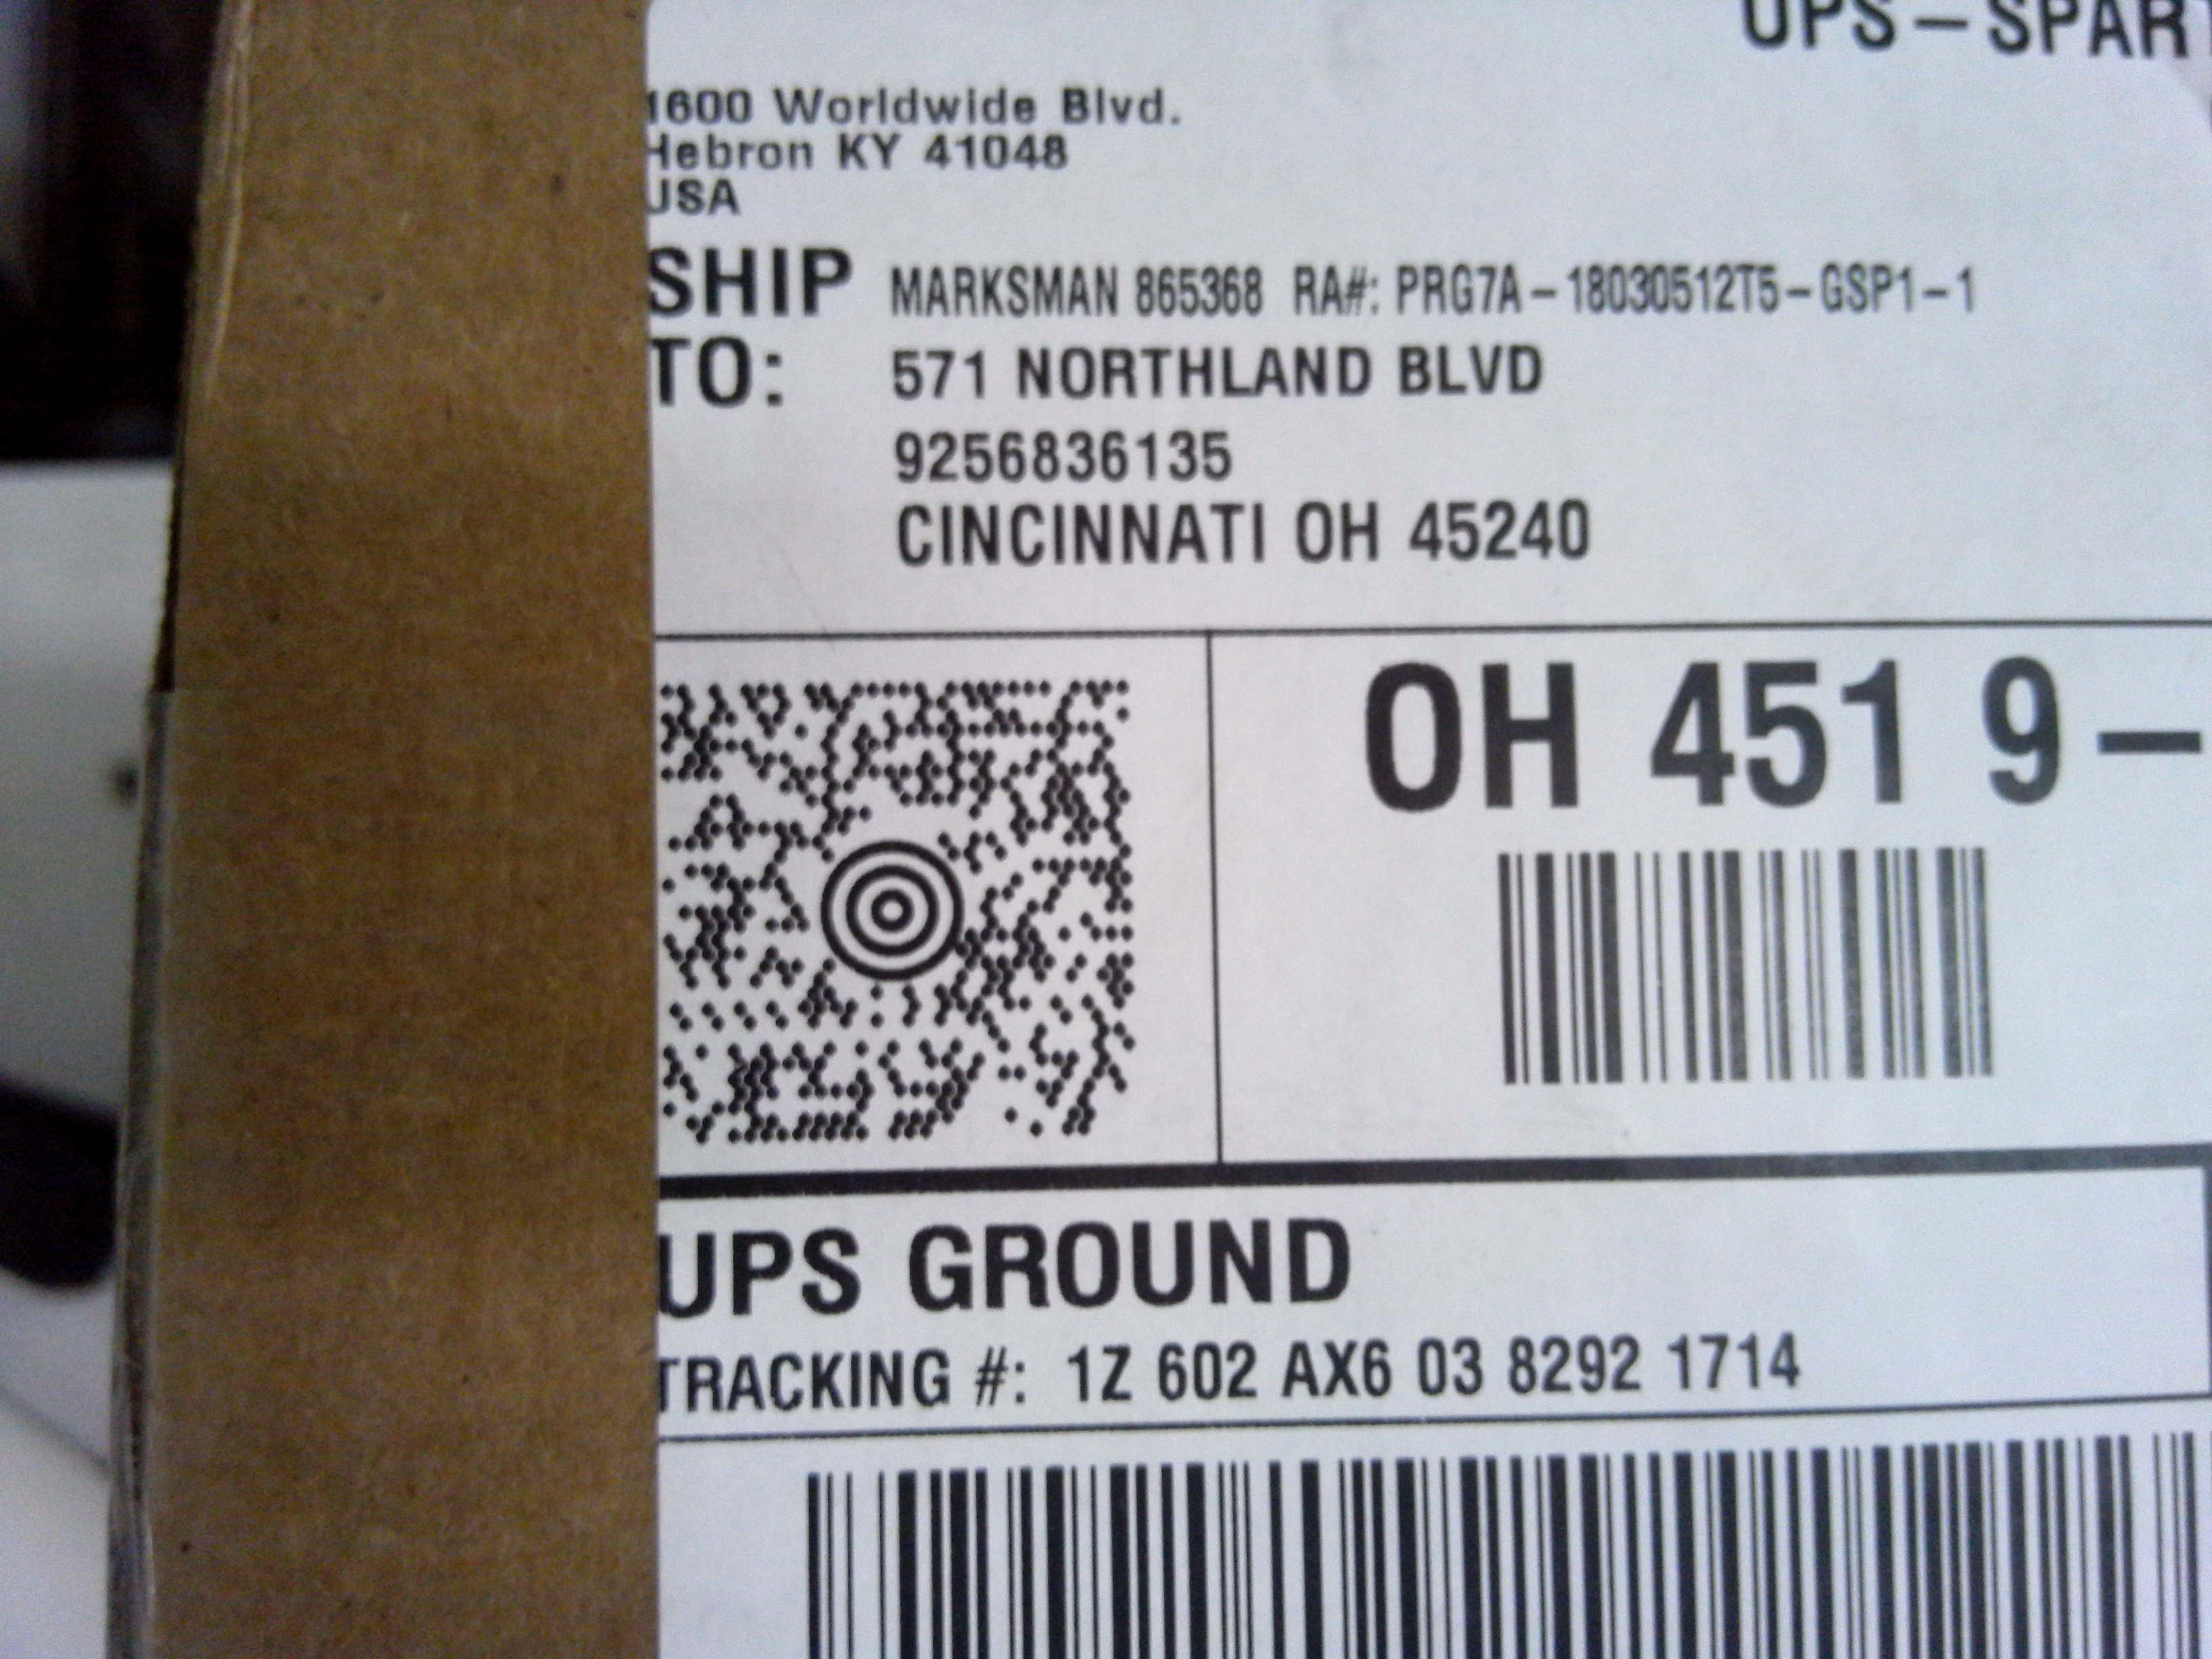 UPS – SPAR
1600 Worldwide Blvd.
Hebron KY 41048
USA
SHIP TO: MARKSMAN 865368 RA#: PRG7A – 18030512T5 – GSP1 – 1
571 NORTHLAND BLVD
9256836135
CINCINNATI OH 45240
OH 451 9 –
UPS GROUND
TRACKING #: 1Z 602 AX6 03 8292 1714